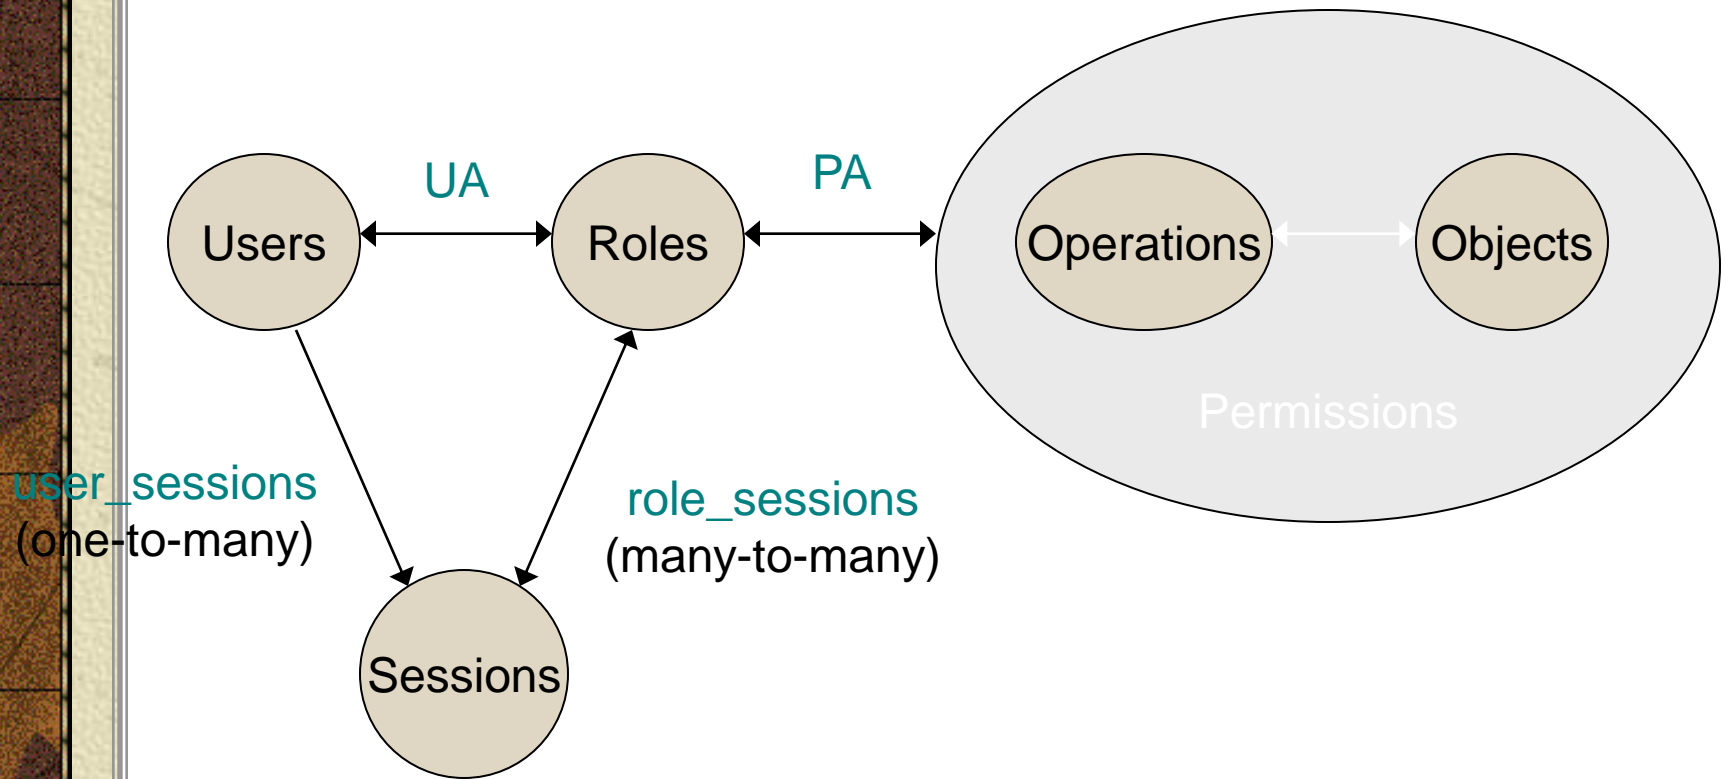 UA
PA
Users
Roles
Operations
Objects
Permissions
user_sessions
(one-to-many)
role_sessions
(many-to-many)
Sessions